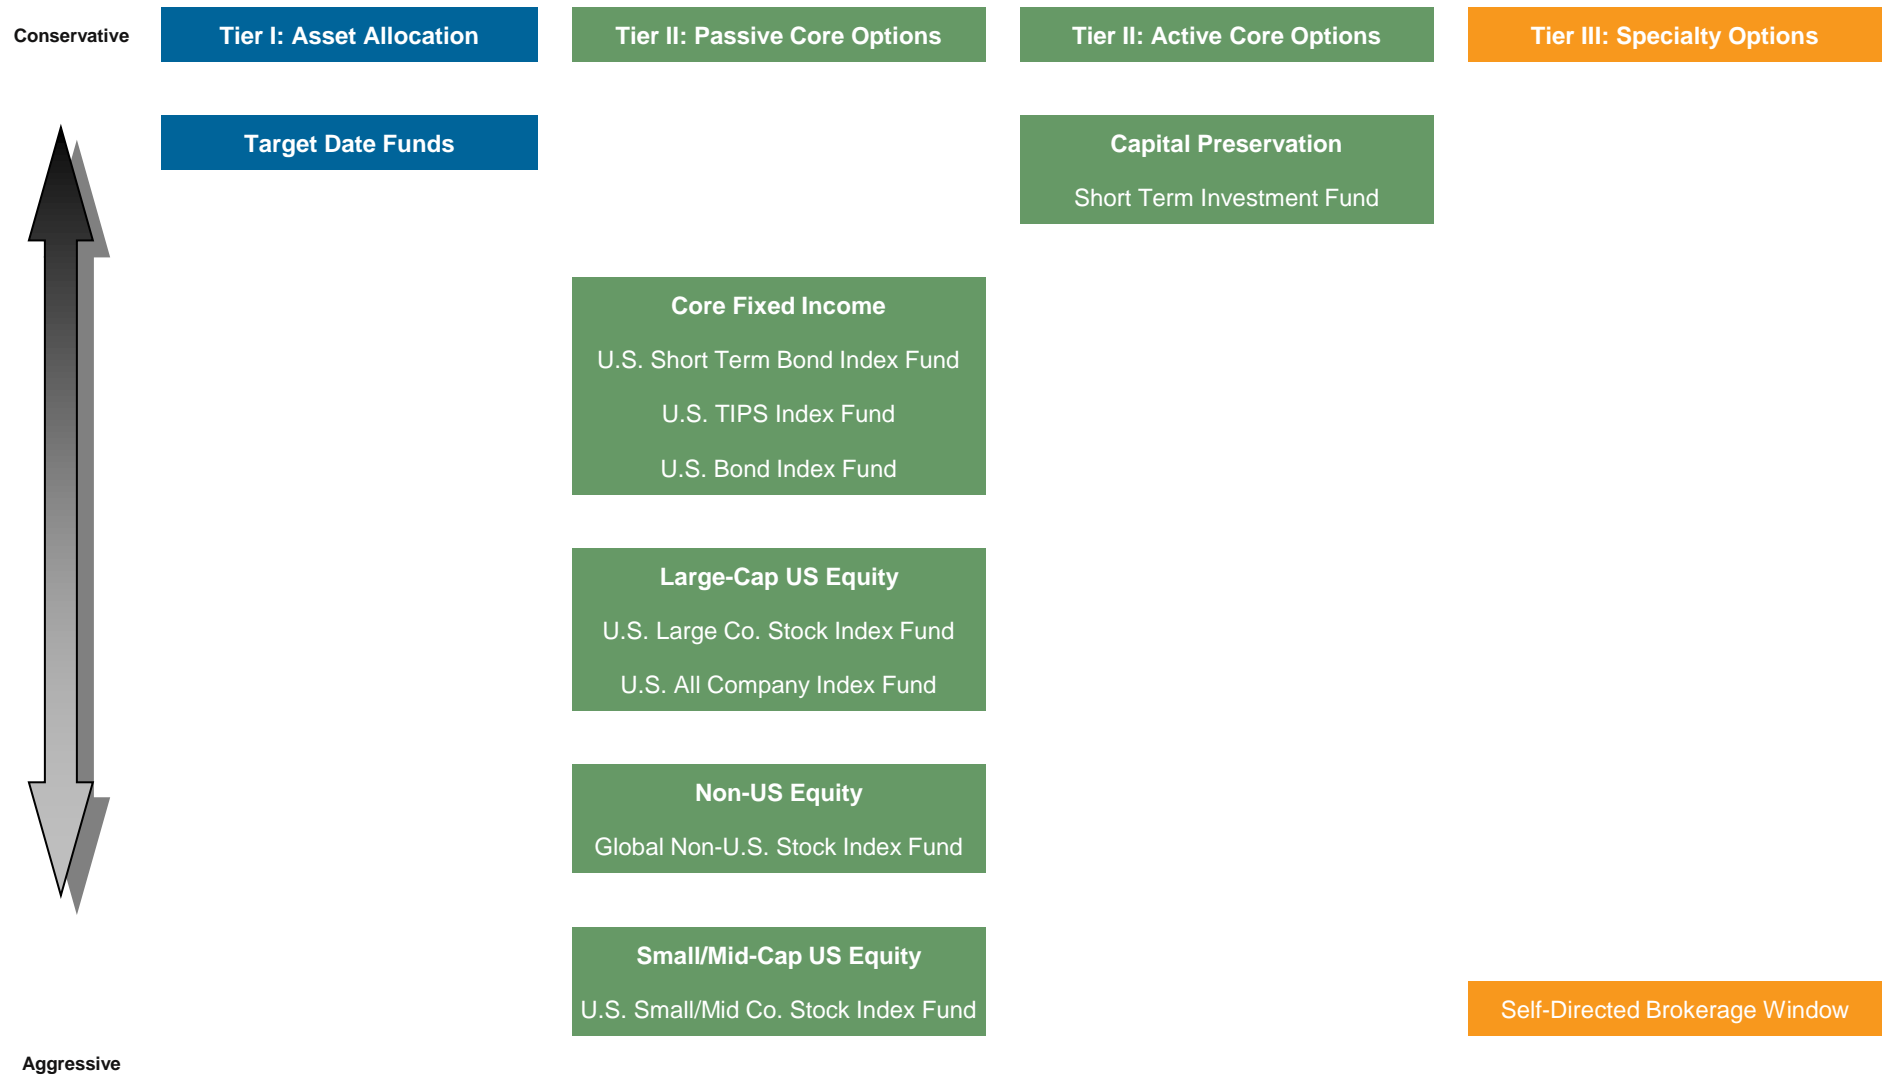 Conservative
Tier I: Asset Allocation
Tier II: Passive Core Options
Tier II: Active Core Options
Tier III: Specialty Options
Target Date Funds
Capital Preservation
Short Term Investment Fund
Core Fixed Income
U.S. Short Term Bond Index Fund
U.S. TIPS Index Fund
U.S. Bond Index Fund
Large-Cap US Equity
U.S. Large Co. Stock Index Fund
U.S. All Company Index Fund
Non-US Equity
Global Non-U.S. Stock Index Fund
Small/Mid-Cap US Equity
U.S. Small/Mid Co. Stock Index Fund
Self-Directed Brokerage Window
Aggressive